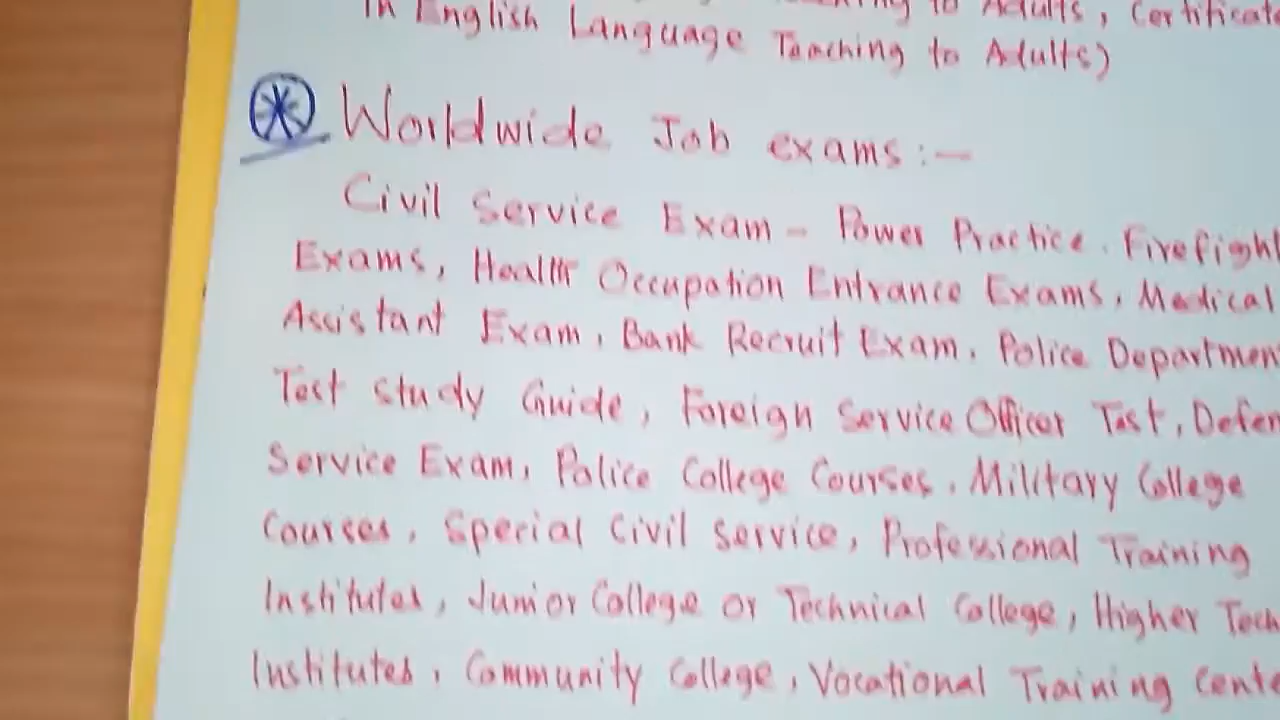 to Adults, Certificate
in English Language Teaching to Adults)
Worldwide Job exams :-
Civil Service Exam - Power Practice, Firefight
Exams, Health Occupation Entrance Exams, Medical
Assistant Exam, Bank Recruit Exam, Police Departmen
Test Study Guide, Foreign Service Officer Test, Defen
Service Exam, Police College Courses, Military College
Courses, Special Civil Service, Professional Training
Institutes, Junior College or Technical College, Higher Tech
Institutes, Community College, Vocational Training Cente